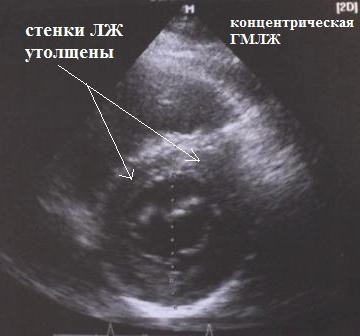 стенки ЛЖ
утолщены
концентрическая
ГМЛЖ
M
[2D]